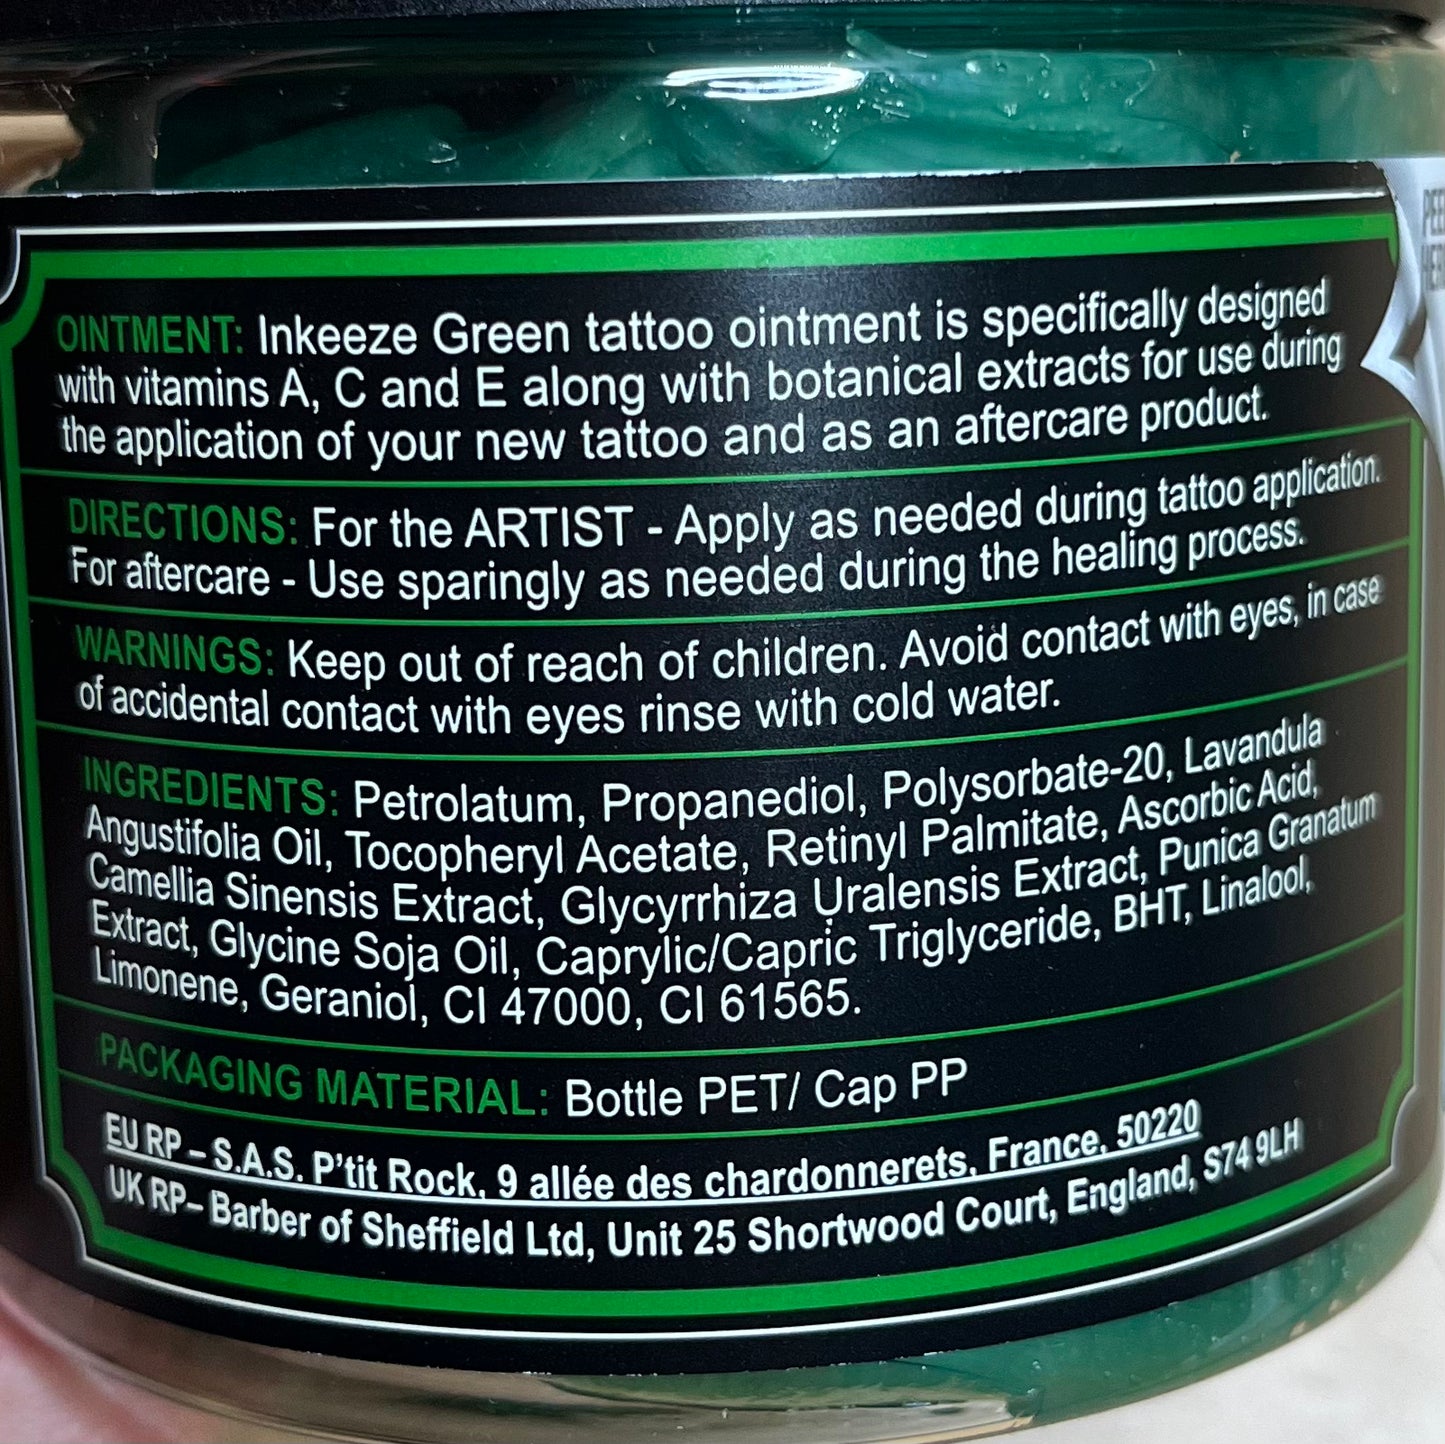 OINTMENT: Inkeeze Green tattoo ointment is specifically designed
with vitamins A, C and E along with botanical extracts for use during
the application of your new tattoo and as an aftercare product.
DIRECTIONS: For the ARTIST - Apply as needed during tattoo application.
For aftercare - Use sparingly as needed during the healing process.
WARNINGS: Keep out of reach of children. Avoid contact with eyes, in case
of accidental contact with eyes rinse with cold water.
INGREDIENTS: Petrolatum, Propanediol, Polysorbate-20, Lavandula
Angustifolia Oil, Tocopheryl Acetate, Retinyl Palmitate, Ascorbic Acid,
Camellia Sinensis Extract, Glycyrrhiza Uralensis Extract, Punica Granatum
Extract, Glycine Soja Oil, Caprylic/Capric Triglyceride, BHT, Linalool,
Limonene, Geraniol, CI 47000, CI 61565.
PACKAGING MATERIAL: Bottle PET/ Cap PP
EU RP – S.A.S. P’tit Rock, 9 allée des chardonnerets, France, 50220
UK RP– Barber of Sheffield Ltd, Unit 25 Shortwood Court, England, S74 9LH